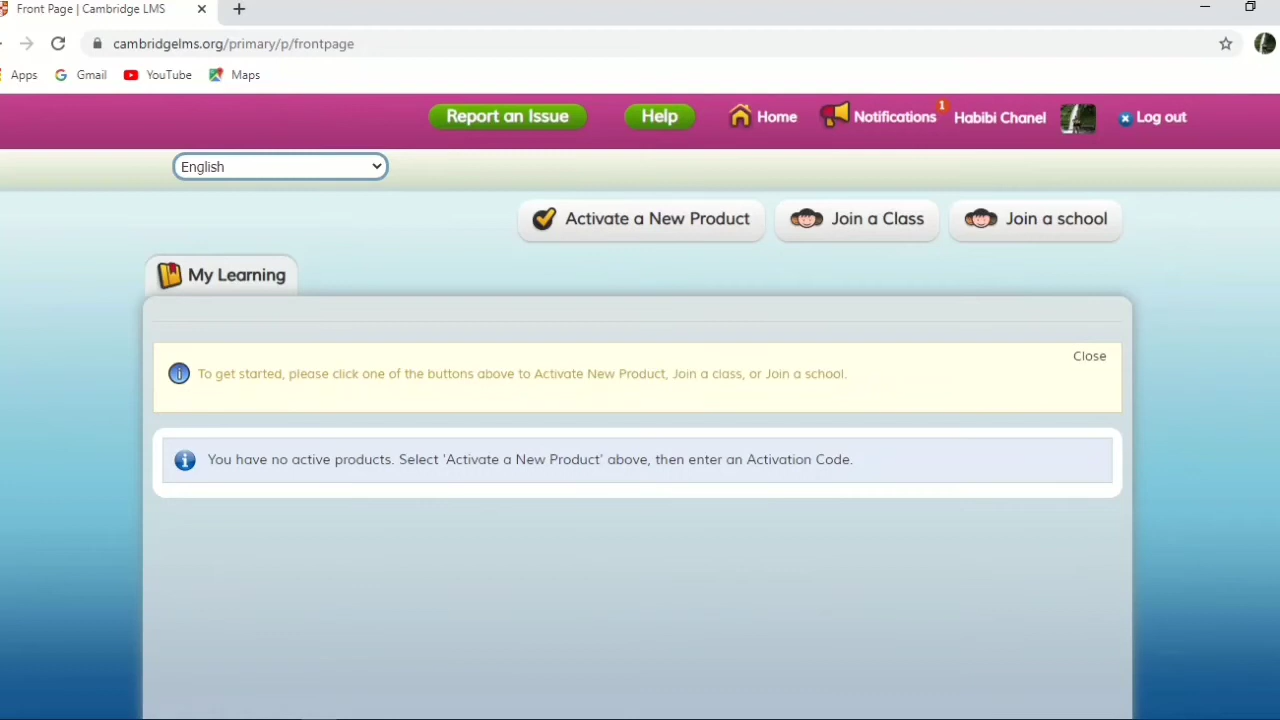 Front Page | Cambridge LMS
cambridgelms.org/primary/p/frontpage
Apps Gmail YouTube Maps
Report an Issue Help Home Notifications 1 Habibi Chanel Log out
English
Activate a New Product Join a Class Join a school
My Learning
Close
To get started, please click one of the buttons above to Activate New Product, Join a class, or Join a school.
You have no active products. Select 'Activate a New Product' above, then enter an Activation Code.